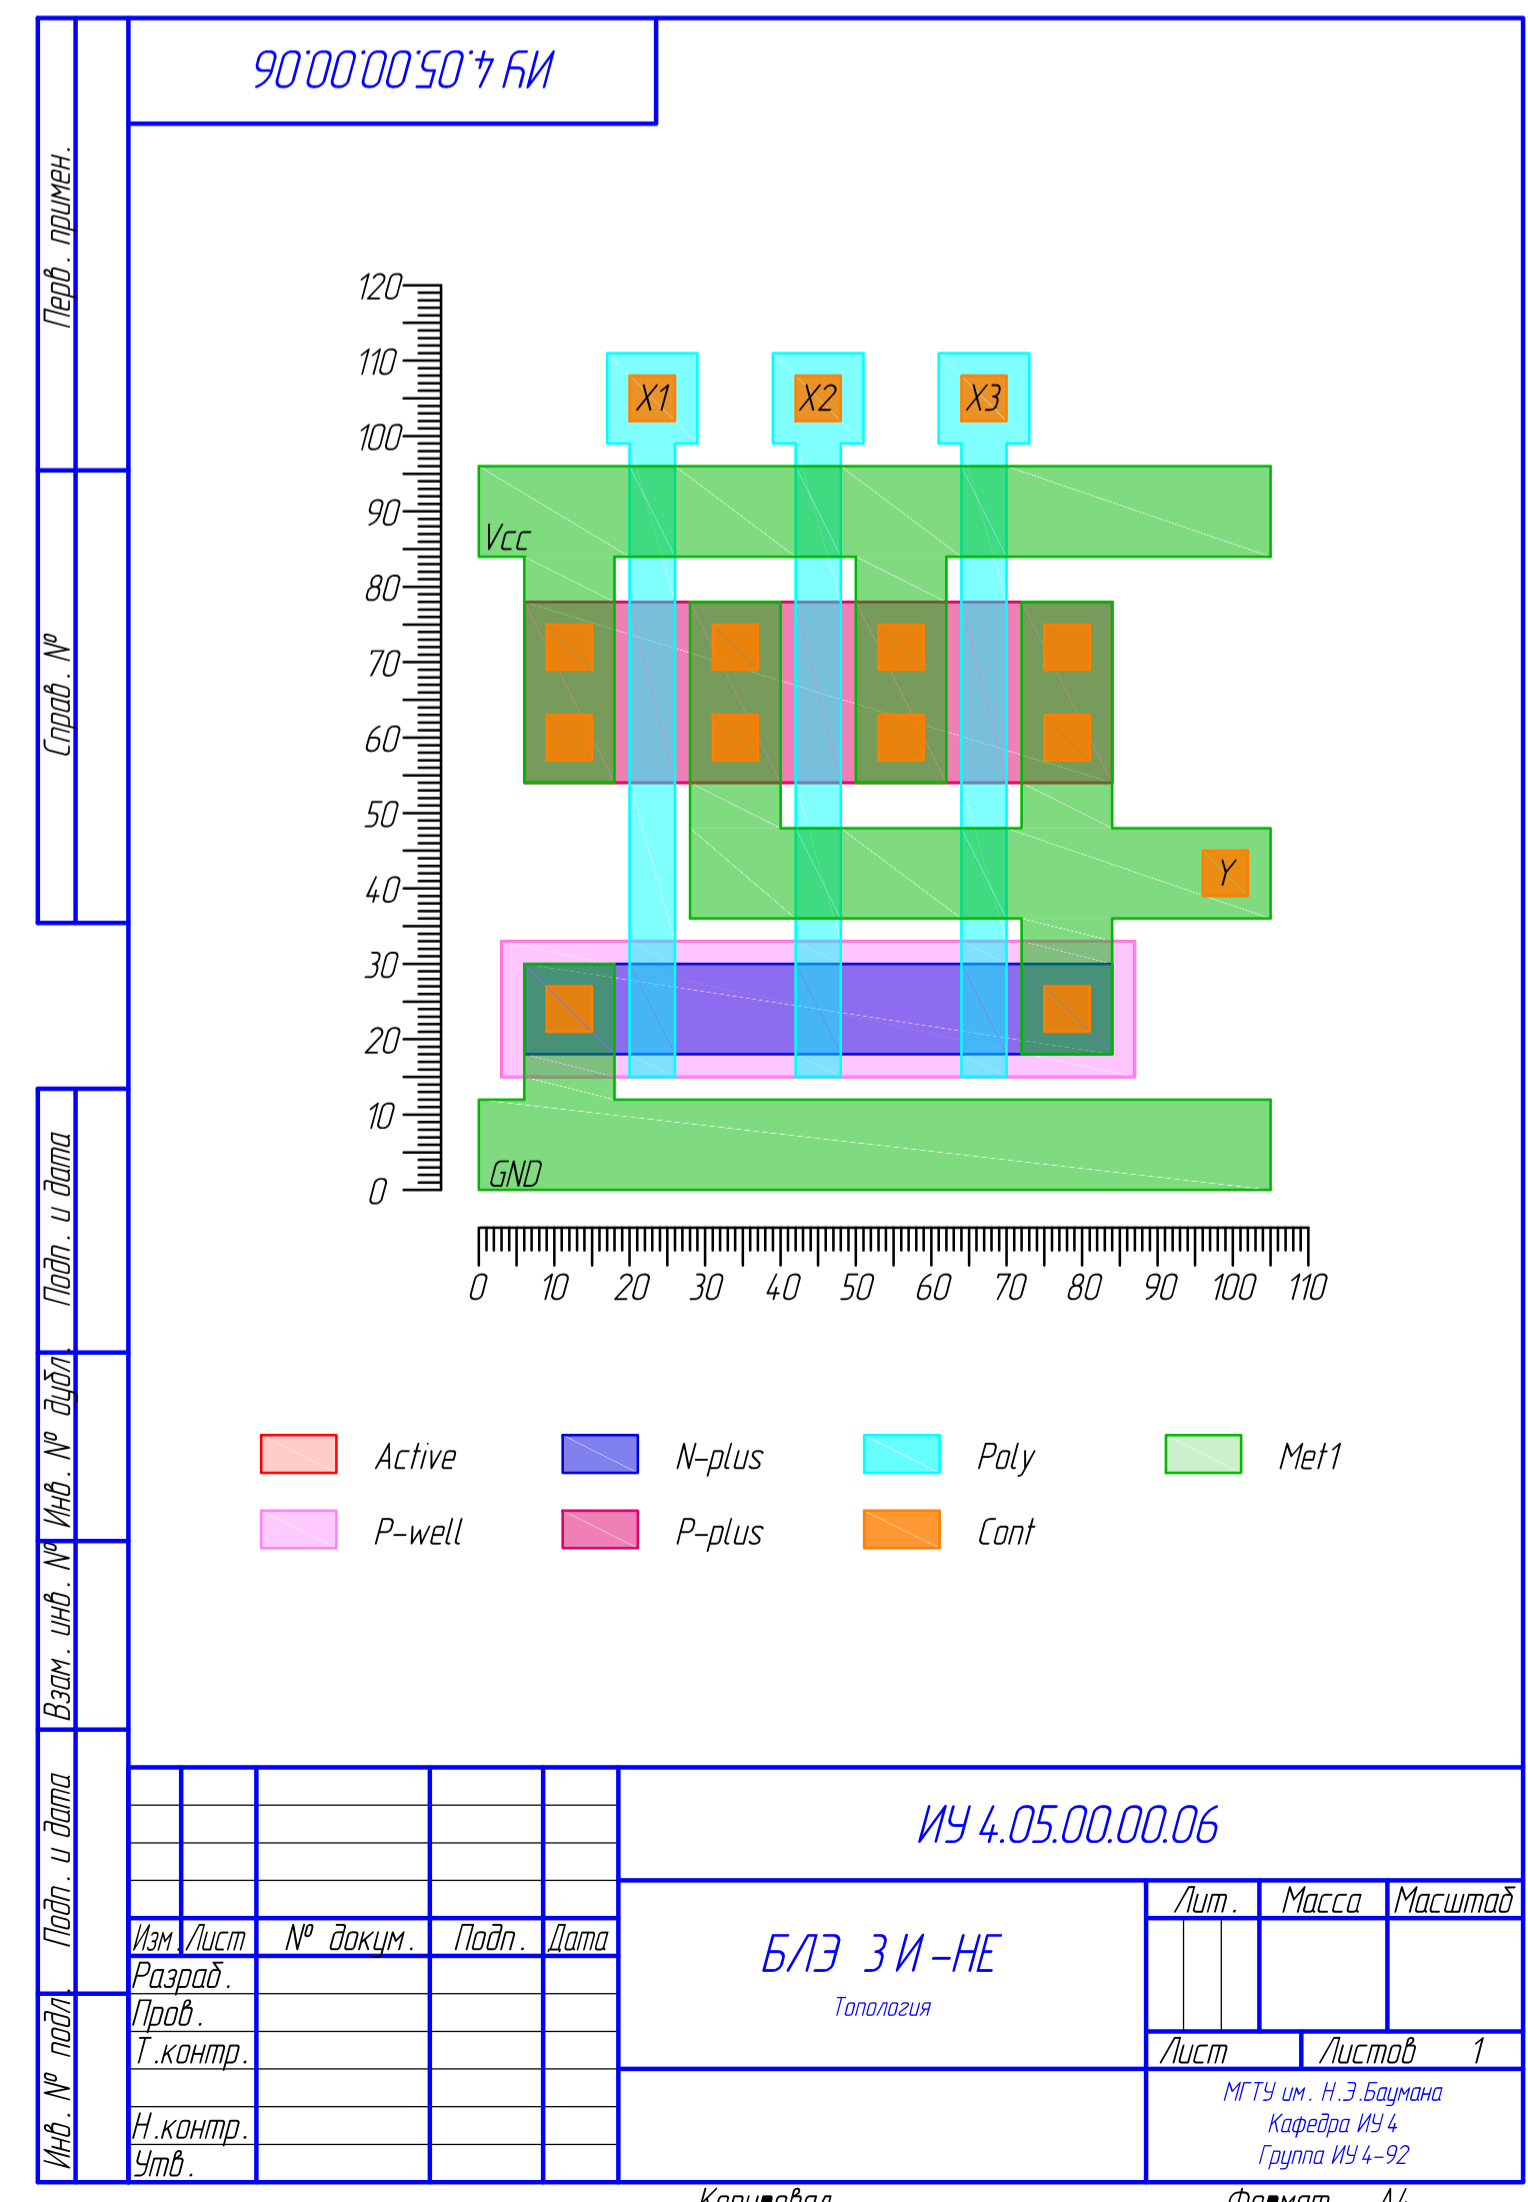 ИУ 4.05.00.00.06
Перв. примен.
Справ. №
Подп. и дата
Инв. № дубл.
Взам. инв. №
Подп. и дата
Инв. № подл.
120
110
100
90
80
70
60
50
40
30
20
10
0
X1 X2 X3
Vcc
Y
GND
0 10 20 30 40 50 60 70 80 90 100 110
Active N-plus Poly Met1
P-well P-plus Cont
ИУ 4.05.00.00.06
Изм. Лист № докум. Подп. Дата
Разраб.
Пров.
Т.контр.
Н.контр.
Утв.
БЛЭ 3И-НЕ
Топология
Лит. Масса Масштаб
Лист Листов 1
МГТУ им. Н.Э.Баумана
Кафедра ИУ 4
Группа ИУ 4-92
Копировал Формат А4